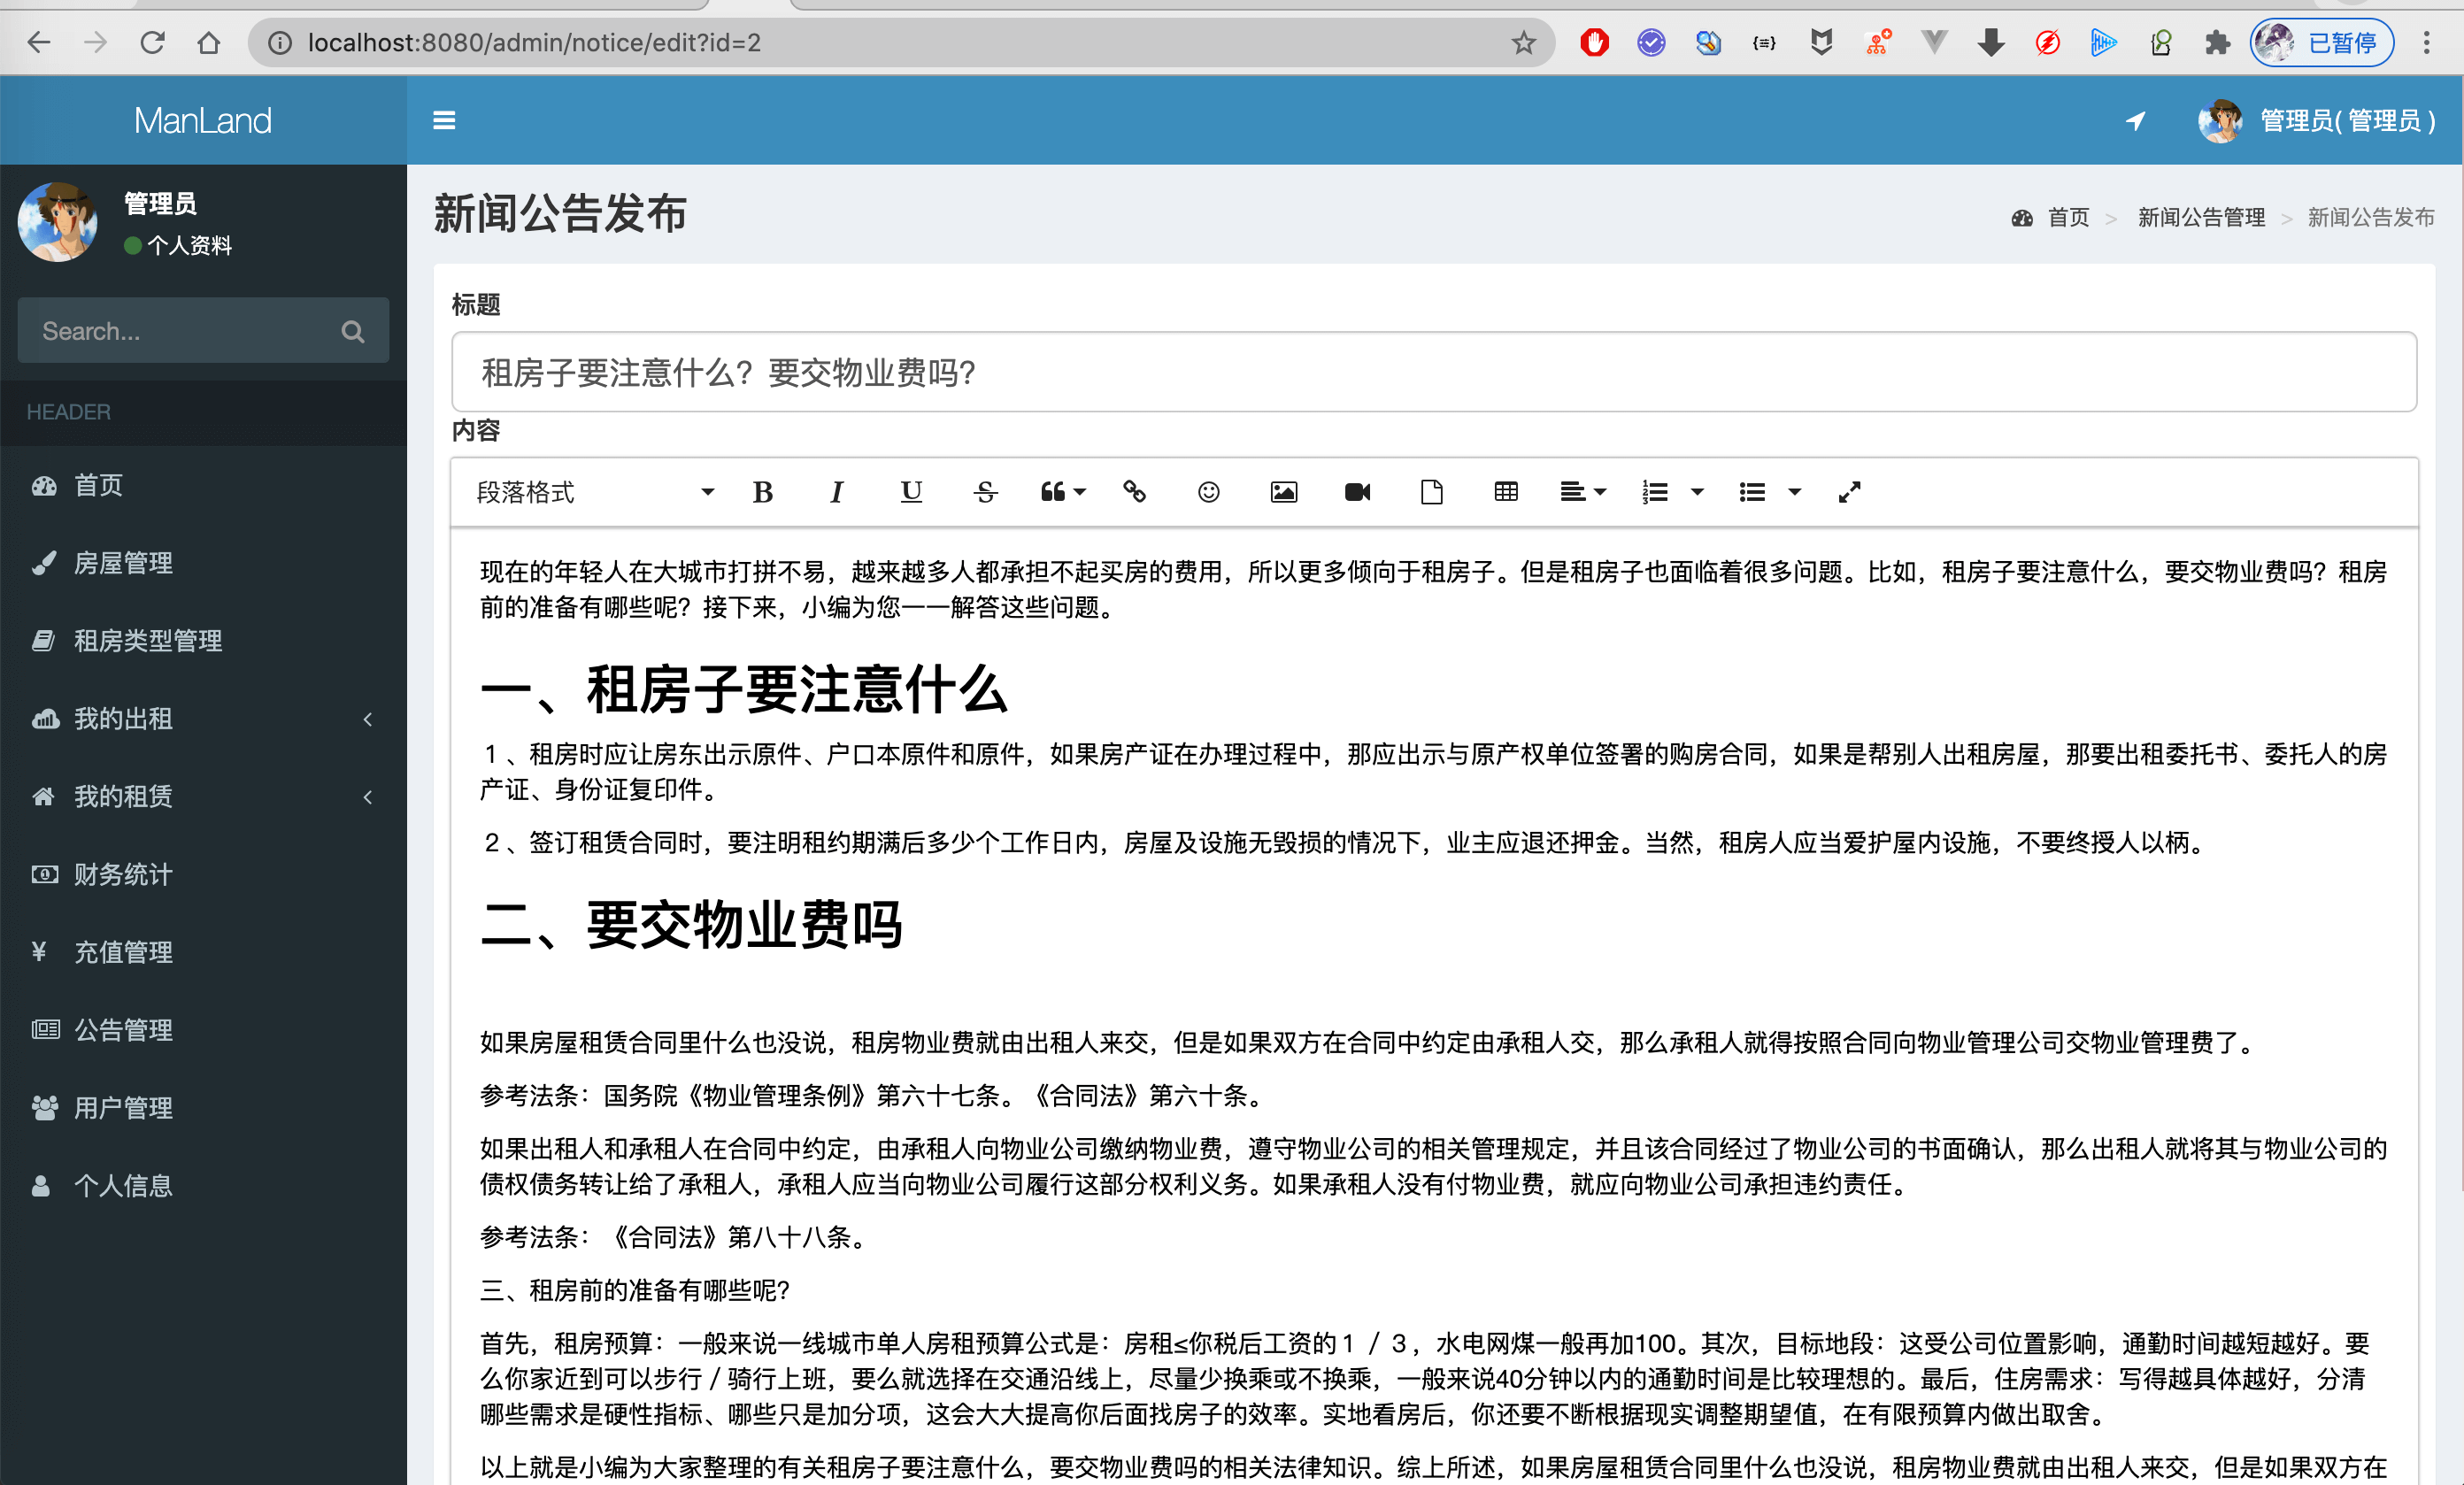 localhost:8080/admin/notice/edit?id=2
已暂停
ManLand
管理员( 管理员 )
管理员
个人资料
Search...
HEADER
首页
房屋管理
租房类型管理
我的出租
我的租赁
财务统计
¥ 充值管理
公告管理
用户管理
个人信息
新闻公告发布
首页 > 新闻公告管理 > 新闻公告发布
标题
租房子要注意什么？要交物业费吗？
内容
段落格式 B I U S
现在的年轻人在大城市打拼不易，越来越多人都承担不起买房的费用，所以更多倾向于租房子。但是租房子也面临着很多问题。比如，租房子要注意什么，要交物业费吗？租房
前的准备有哪些呢？接下来，小编为您一一解答这些问题。
一、租房子要注意什么
１、租房时应让房东出示原件、户口本原件和原件，如果房产证在办理过程中，那应出示与原产权单位签署的购房合同，如果是帮别人出租房屋，那要出租委托书、委托人的房
产证、身份证复印件。
２、签订租赁合同时，要注明租约期满后多少个工作日内，房屋及设施无毁损的情况下，业主应退还押金。当然，租房人应当爱护屋内设施，不要终授人以柄。
二、要交物业费吗
如果房屋租赁合同里什么也没说，租房物业费就由出租人来交，但是如果双方在合同中约定由承租人交，那么承租人就得按照合同向物业管理公司交物业管理费了。
参考法条：国务院《物业管理条例》第六十七条。《合同法》第六十条。
如果出租人和承租人在合同中约定，由承租人向物业公司缴纳物业费，遵守物业公司的相关管理规定，并且该合同经过了物业公司的书面确认，那么出租人就将其与物业公司的
债权债务转让给了承租人，承租人应当向物业公司履行这部分权利义务。如果承租人没有付物业费，就应向物业公司承担违约责任。
参考法条：《合同法》第八十八条。
三、租房前的准备有哪些呢？
首先，租房预算：一般来说一线城市单人房租预算公式是：房租≤你税后工资的１／３，水电网煤一般再加100。其次，目标地段：这受公司位置影响，通勤时间越短越好。要
么你家近到可以步行／骑行上班，要么就选择在交通沿线上，尽量少换乘或不换乘，一般来说40分钟以内的通勤时间是比较理想的。最后，住房需求：写得越具体越好，分清
哪些需求是硬性指标、哪些只是加分项，这会大大提高你后面找房子的效率。实地看房后，你还要不断根据现实调整期望值，在有限预算内做出取舍。
以上就是小编为大家整理的有关租房子要注意什么，要交物业费吗的相关法律知识。综上所述，如果房屋租赁合同里什么也没说，租房物业费就由出租人来交，但是如果双方在